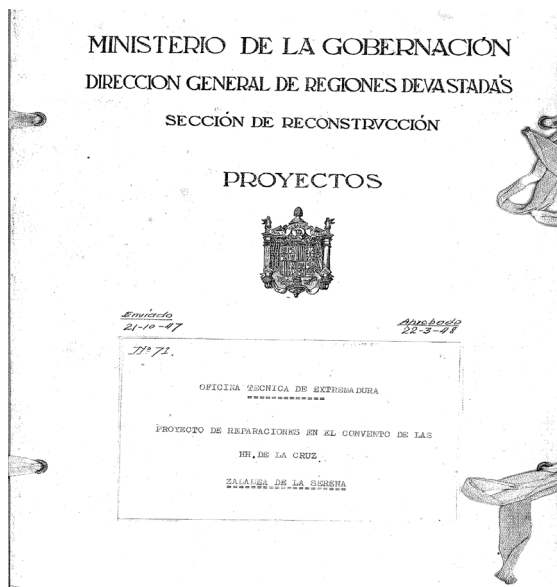 MINISTERIO DE LA GOBERNACIÓN
DIRECCION GENERAL DE REGIONES DEVASTADAS
SECCIÓN DE RECONSTRVCCIÓN
PROYECTOS
Enviado
21-10-47
Aprobado
22-3-48
Nº 71.
OFICINA TECNICA DE EXTREMADURA
PROYECTO DE REPARACIONES EN EL CONVENTO DE LAS
HH. DE LA CRUZ
ZALAMEA DE LA SERENA